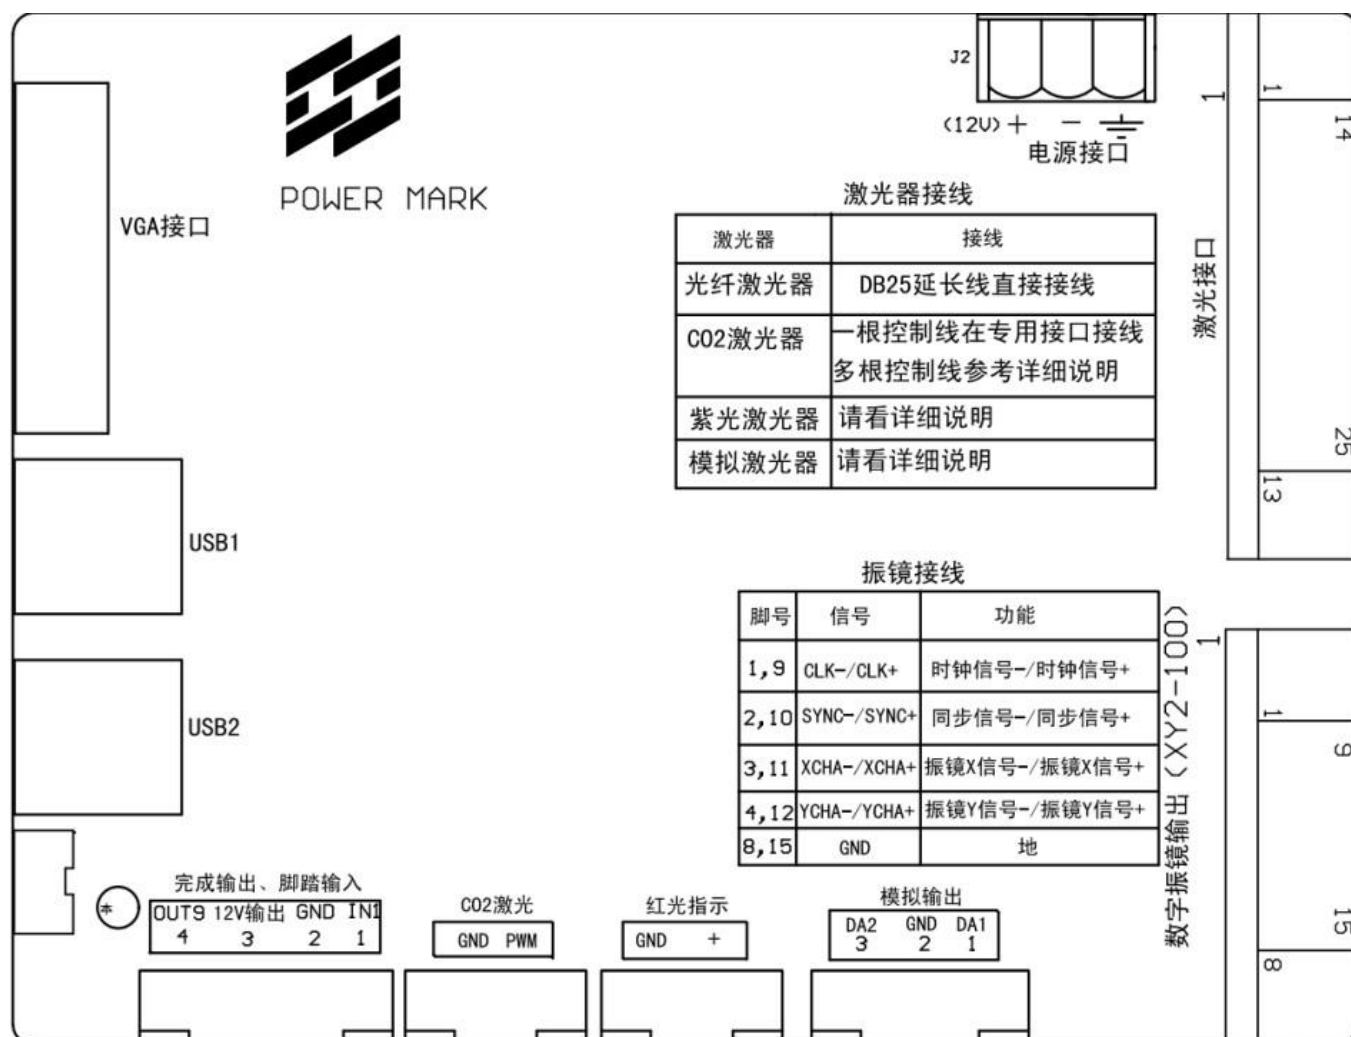 J2
(12V) + -
电源接口
POWER MARK
VGA接口
激光器接线
激光器 接线
光纤激光器 DB25延长线直接接线
CO2激光器 一根控制线在专用接口接线
多根控制线参考详细说明
紫光激光器 请看详细说明
模拟激光器 请看详细说明
激光接口
1
1
14
25
13
USB1
USB2
振镜接线
脚号 信号 功能
1,9 CLK-/CLK+ 时钟信号-/时钟信号+
2,10 SYNC-/SYNC+ 同步信号-/同步信号+
3,11 XCHA-/XCHA+ 振镜X信号-/振镜X信号+
4,12 YCHA-/YCHA+ 振镜Y信号-/振镜Y信号+
8,15 GND 地
数字振镜输出(XY2-100)
1
1
9
15
8
完成输出、脚踏输入
OUT9 12V输出 GND IN1
4 3 2 1
CO2激光
GND PWM
红光指示
GND +
模拟输出
DA2 GND DA1
3 2 1